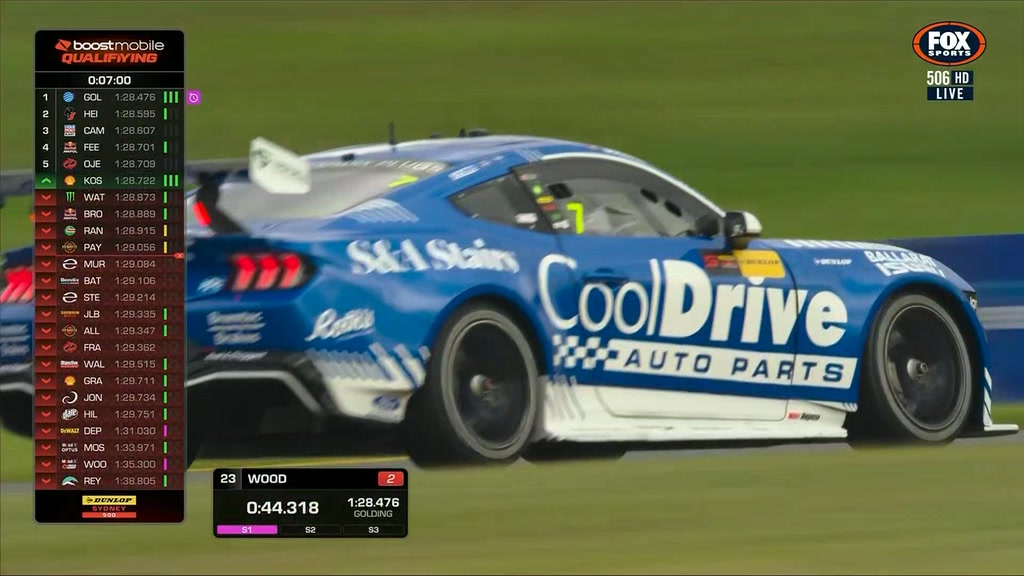 boostmobile
QUALIFYING
0:07:00
1 GOL 1:28.476
2 HEI 1:28.595
3 CAM 1:28.607
4 FEE 1:28.701
5 OJE 1:28.709
KOS 1:28.722
WAT 1:28.873
BRO 1:28.889
RAN 1:28.915
PAY 1:29.056
MUR 1:29.084
BAT 1:29.106
STE 1:29.214
JLB 1:29.335
ALL 1:29.347
FRA 1:29.362
WAL 1:29.515
GRA 1:29.711
JON 1:29.734
HIL 1:29.751
DEWALT DEP 1:31.030
MOS 1:33.971
WOO 1:35.300
REY 1:38.805
DUNLOP
SYDNEY
500
FOX
SPORTS
506 HD
LIVE
7
7
S&A Stairs
CoolDrive
AUTO PARTS
DUNLOP
BALLARAT
23 WOOD 2
0:44.318
1:28.476
GOLDING
S1 S2 S3